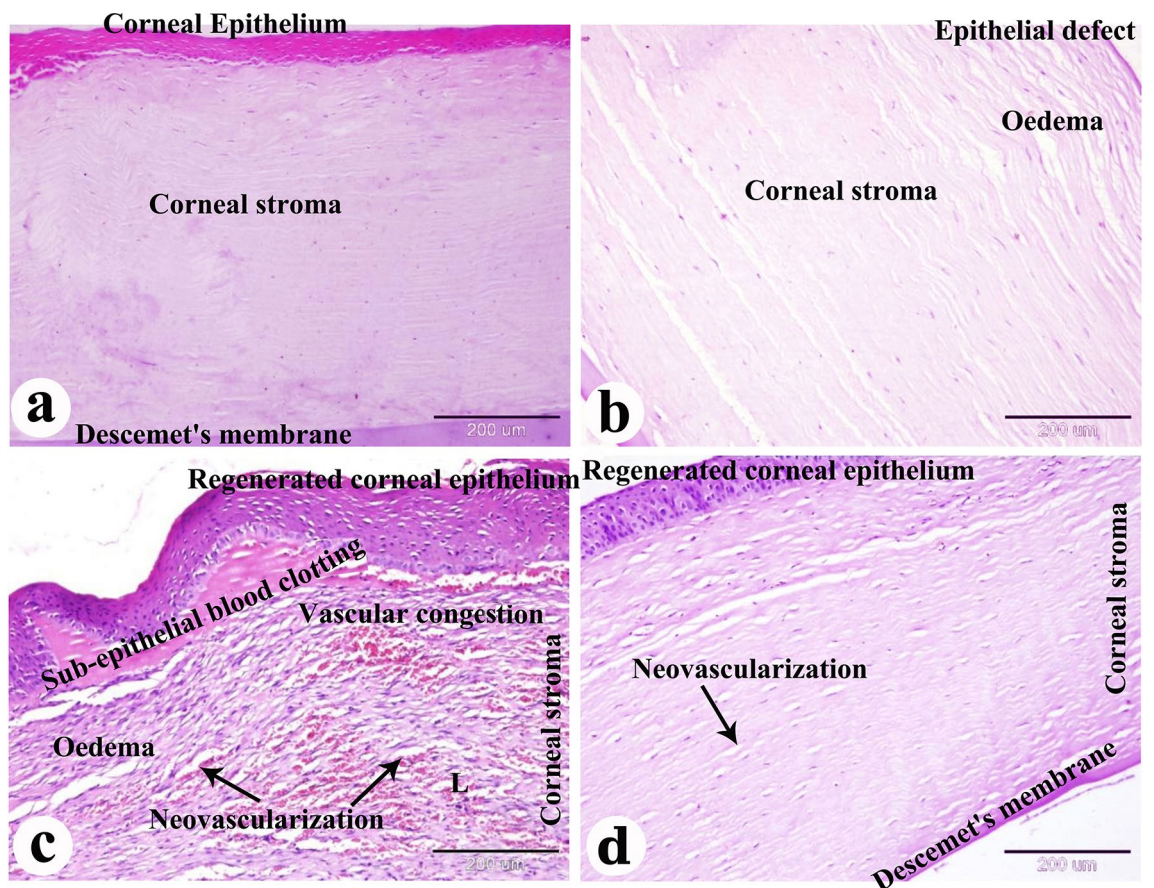 Corneal Epithelium
Corneal stroma
a
200 um
Descemet's membrane
Epithelial defect
Oedema
Corneal stroma
b
200 um
Regenerated corneal epithelium
Sub-epithelial blood clotting
Vascular congestion
Corneal stroma
Oedema
L
Neovascularization
c
200 um
Regenerated corneal epithelium
Corneal stroma
Neovascularization
Descemet's membrane
d
200 um